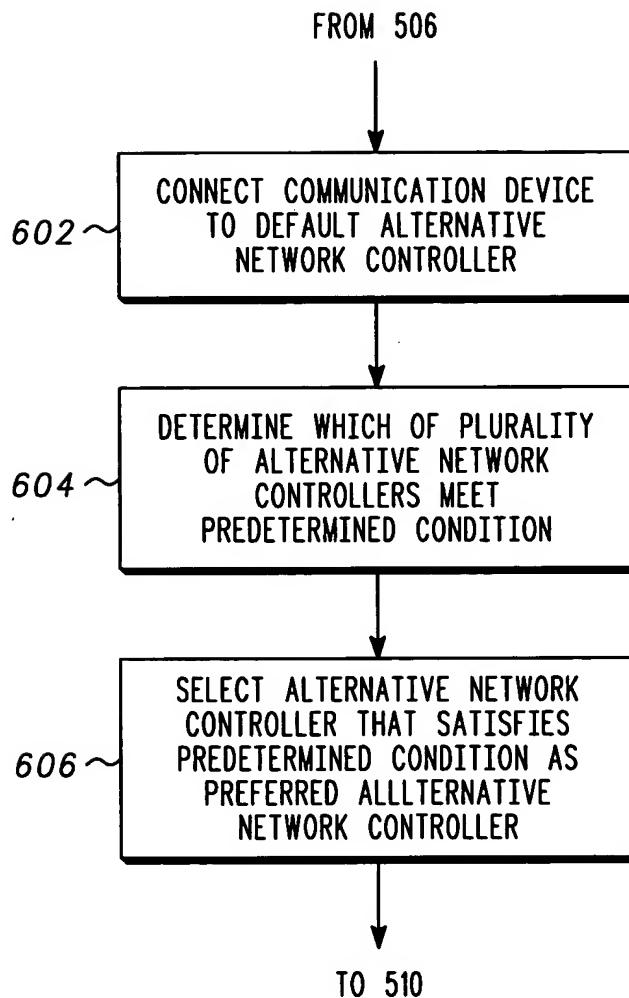 FROM 506
CONNECT COMMUNICATION DEVICE
TO DEFAULT ALTERNATIVE
NETWORK CONTROLLER
602
DETERMINE WHICH OF PLURALITY
OF ALTERNATIVE NETWORK
CONTROLLERS MEET
PREDETERMINED CONDITION
604
SELECT ALTERNATIVE NETWORK
CONTROLLER THAT SATISFIES
PREDETERMINED CONDITION AS
PREFERRED ALLLTERNATIVE
NETWORK CONTROLLER
606
TO 510